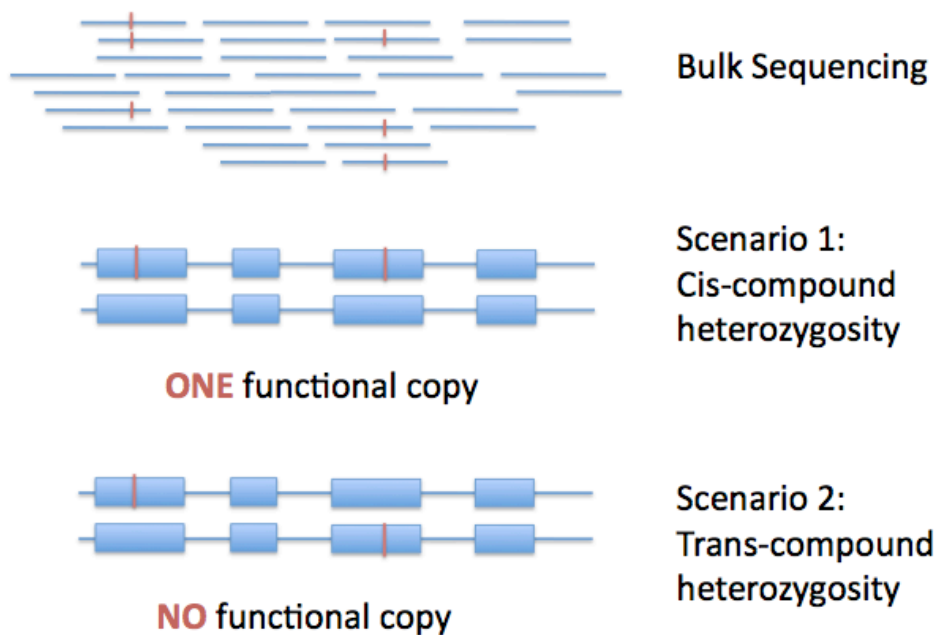 Bulk Sequencing
Scenario 1:
Cis-compound
heterozygosity
ONE functional copy
Scenario 2:
Trans-compound
heterozygosity
NO functional copy